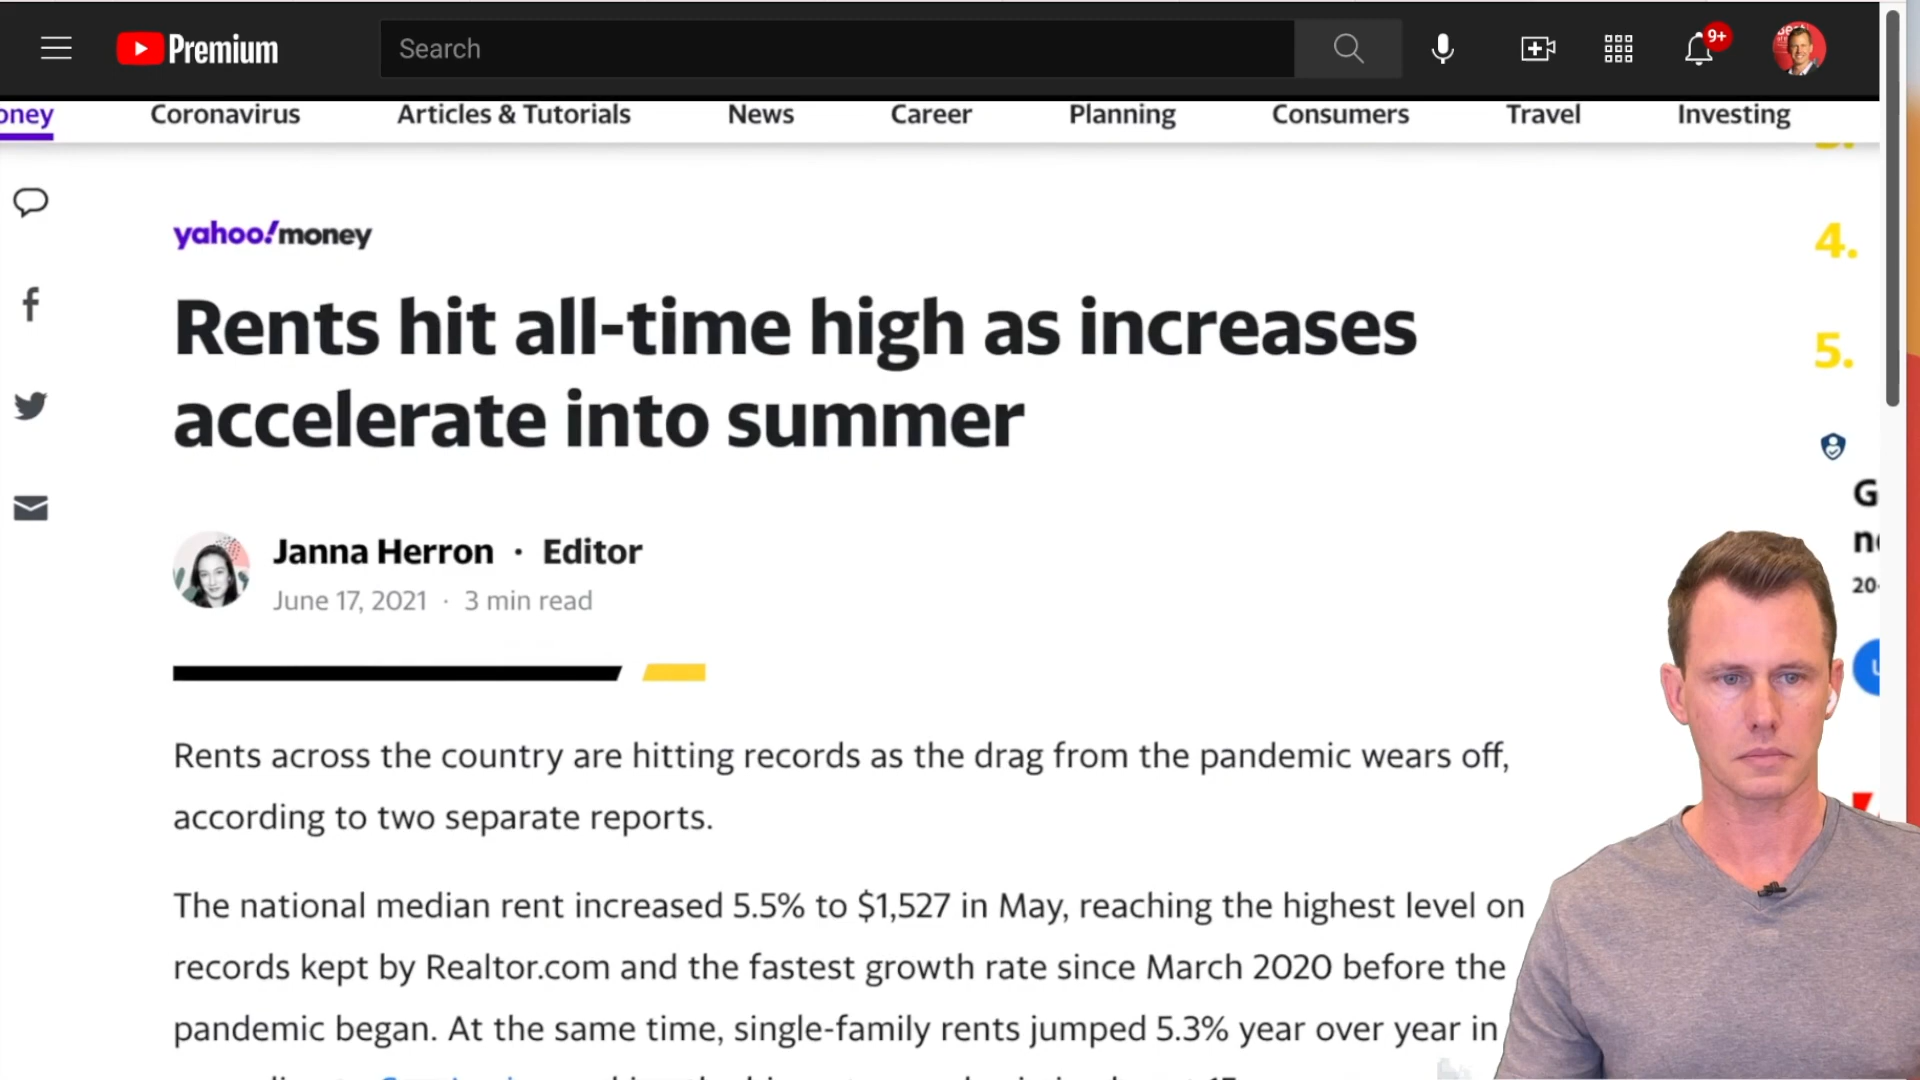 Premium
Search
9+
oney
Coronavirus
Articles & Tutorials
News
Career
Planning
Consumers
Travel
Investing
yahoo!money
4.
5.
Rents hit all-time high as increases
accelerate into summer
Janna Herron · Editor
June 17, 2021 · 3 min read
20
Rents across the country are hitting records as the drag from the pandemic wears off,
according to two separate reports.
The national median rent increased 5.5% to $1,527 in May, reaching the highest level on
records kept by Realtor.com and the fastest growth rate since March 2020 before the
pandemic began. At the same time, single-family rents jumped 5.3% year over year in